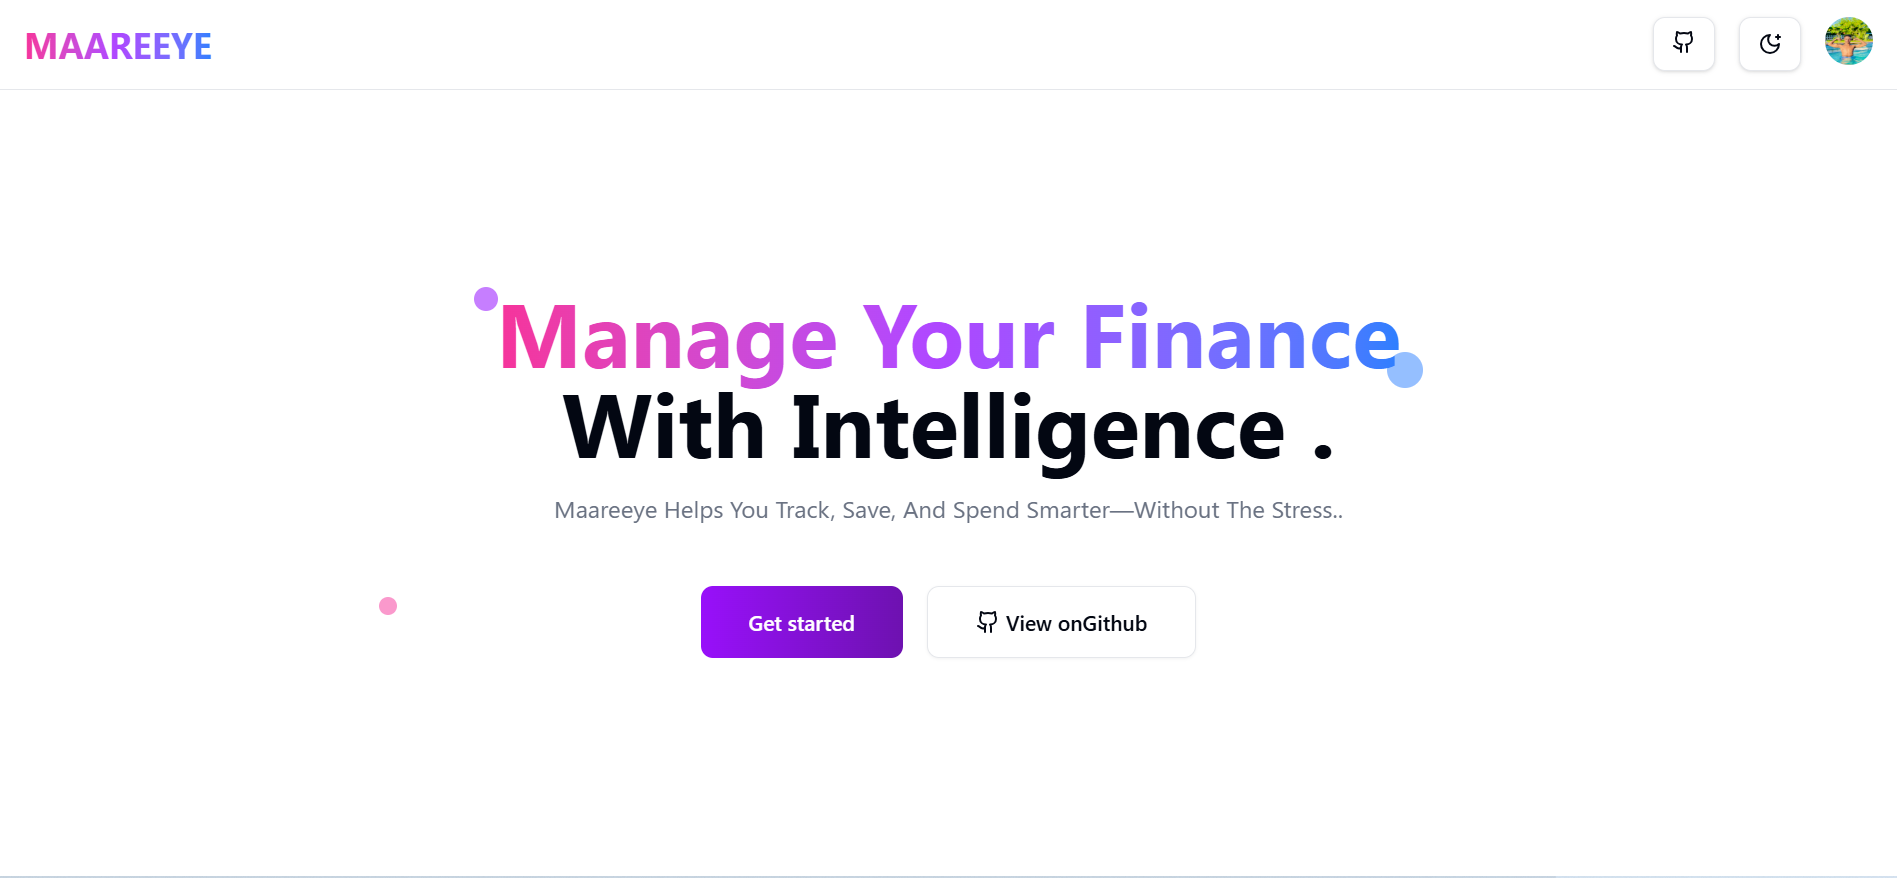 MAAREEYE
Manage Your Finance
With Intelligence .
Maareeye Helps You Track, Save, And Spend Smarter—Without The Stress..
Get started
View onGithub